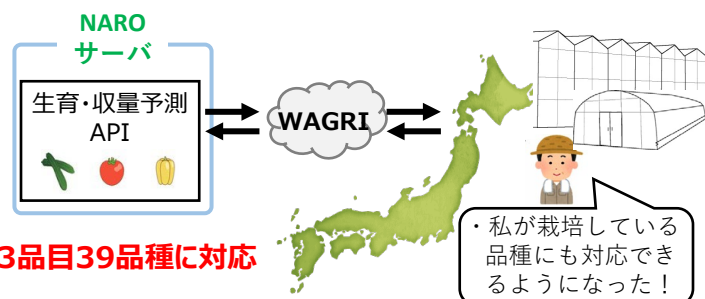 NARO
サーバ
生育・収量予測
API
WAGRI
3品目39品種に対応
・私が栽培している
品種にも対応でき
るようになった！